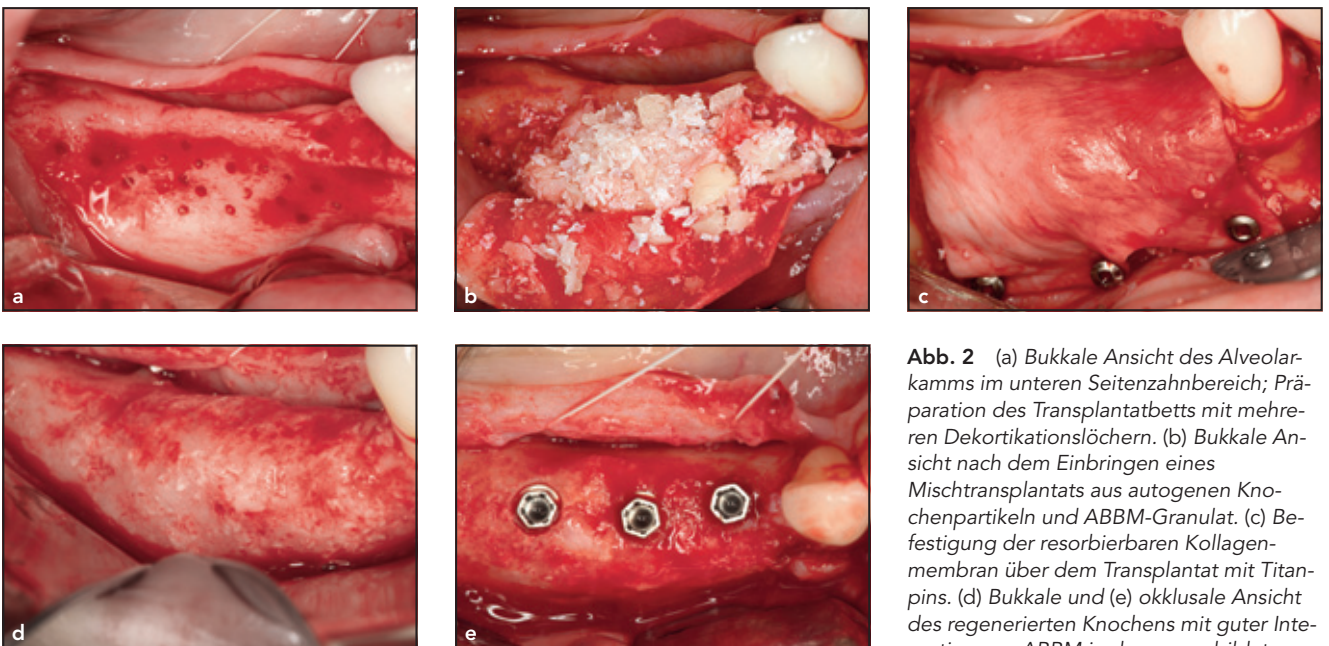 a
b
c
d
e
Abb. 2 (a) Bukkale Ansicht des Alveolar-
kamms im unteren Seitenzahnbereich; Prä-
paration des Transplantatbetts mit mehre-
ren Dekortikationslöchern. (b) Bukkale An-
sicht nach dem Einbringen eines
Mischtransplantats aus autogenen Kno-
chenpartikeln und ABBM-Granulat. (c) Be-
festigung der resorbierbaren Kollagen-
membran über dem Transplantat mit Titan-
pins. (d) Bukkale und (e) okklusale Ansicht
des regenerierten Knochens mit guter Inte-